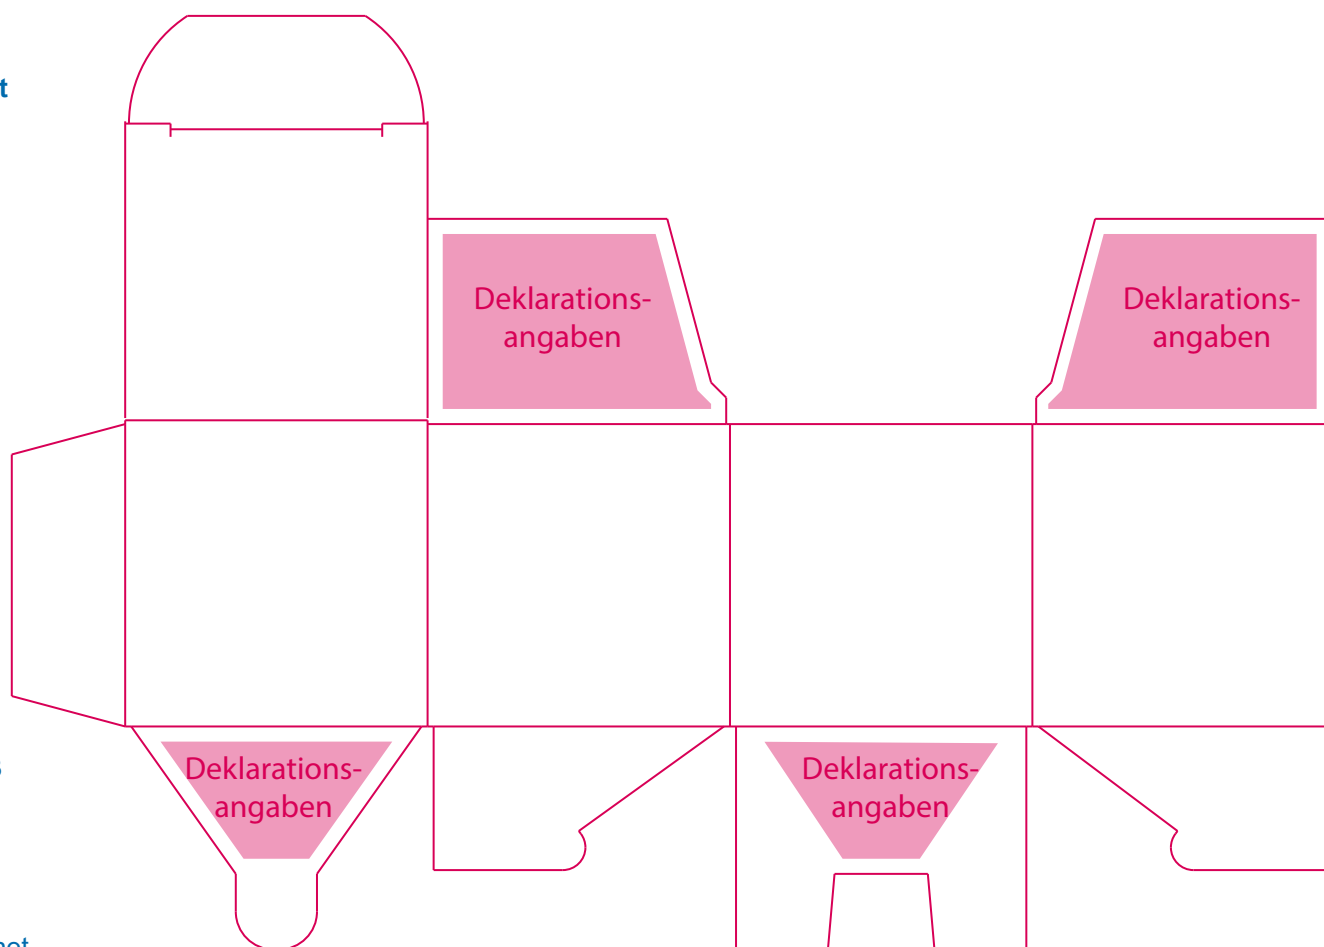 t
Deklarations-
angaben
Deklarations-
angaben
Deklarations-
angaben
Deklarations-
angaben